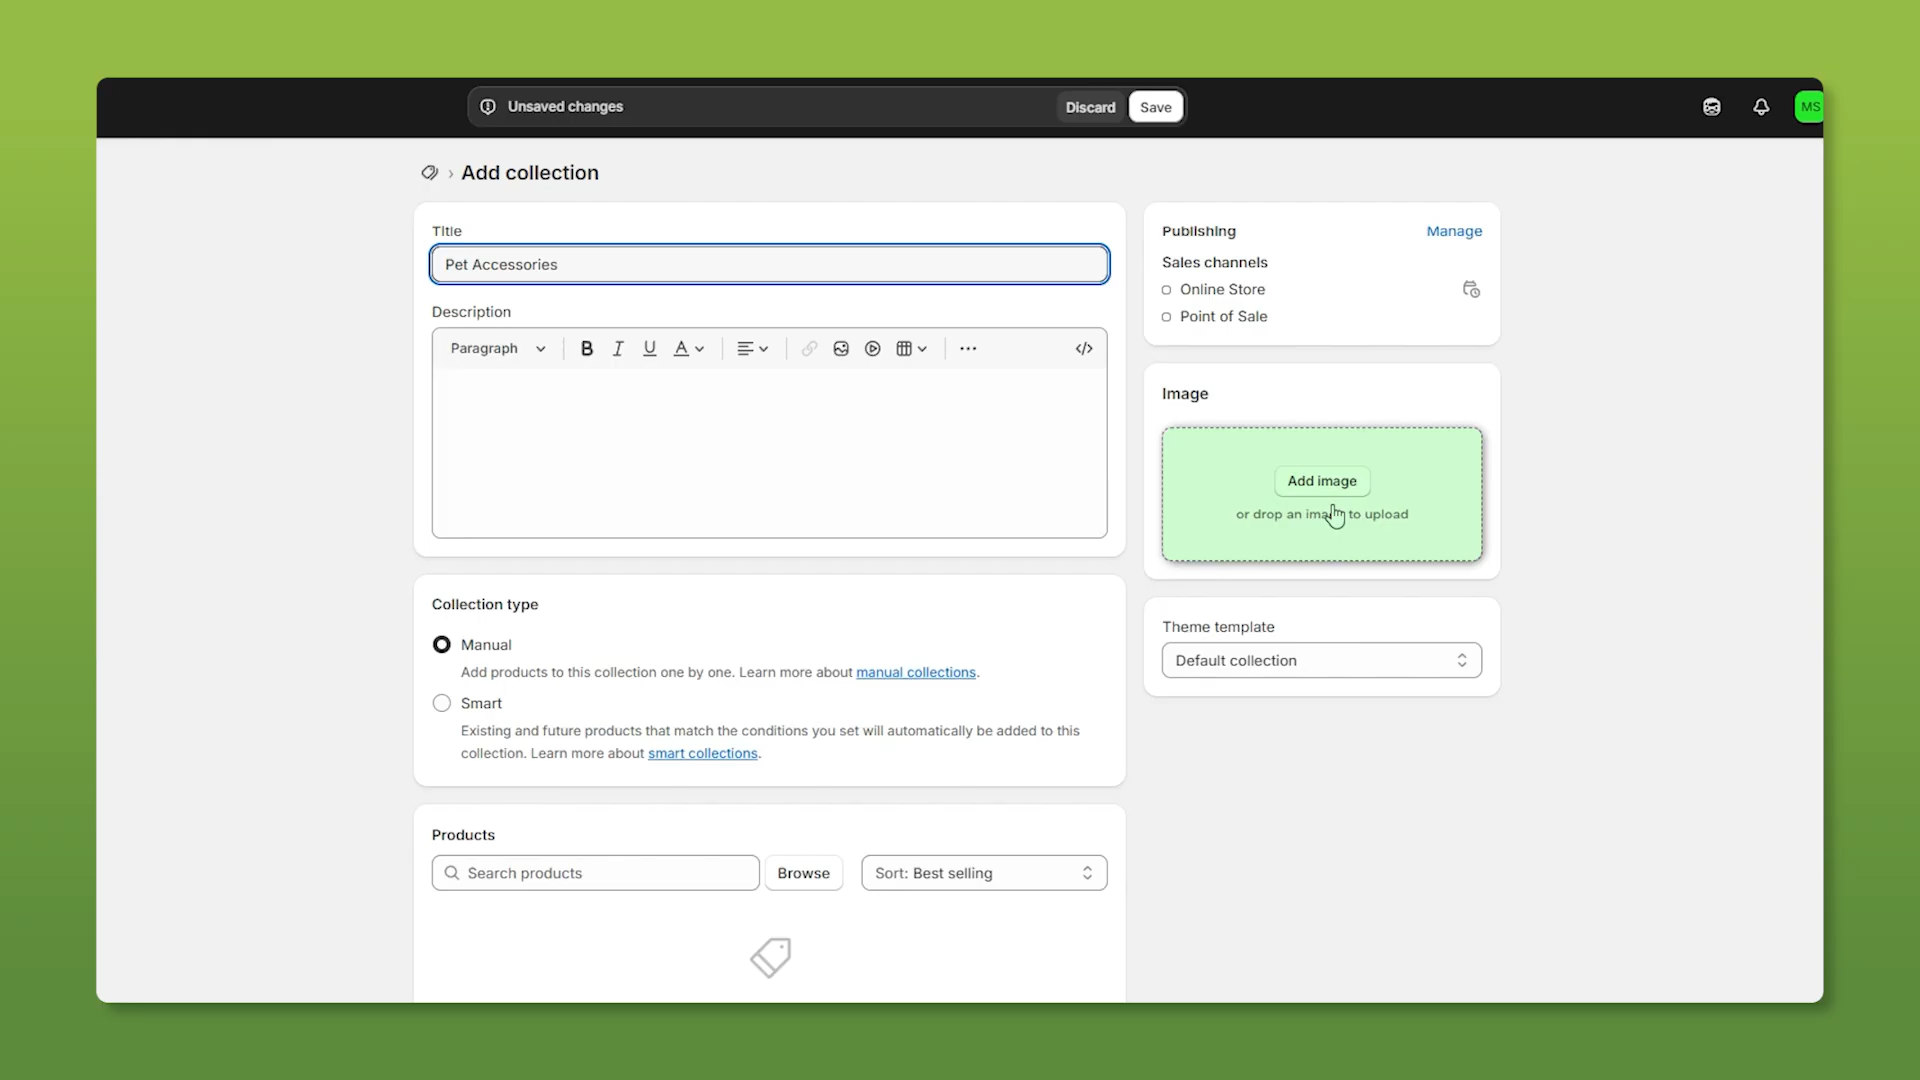 Unsaved changes
Discard
Save
MS
Add collection
Title
Pet Accessories
Description
Paragraph
B I U A
Publishing
Manage
Sales channels
Online Store
Point of Sale
Image
Add image
or drop an image to upload
Theme template
Default collection
Collection type
Manual
Add products to this collection one by one. Learn more about manual collections.
Smart
Existing and future products that match the conditions you set will automatically be added to this
collection. Learn more about smart collections.
Products
Search products
Browse
Sort: Best selling